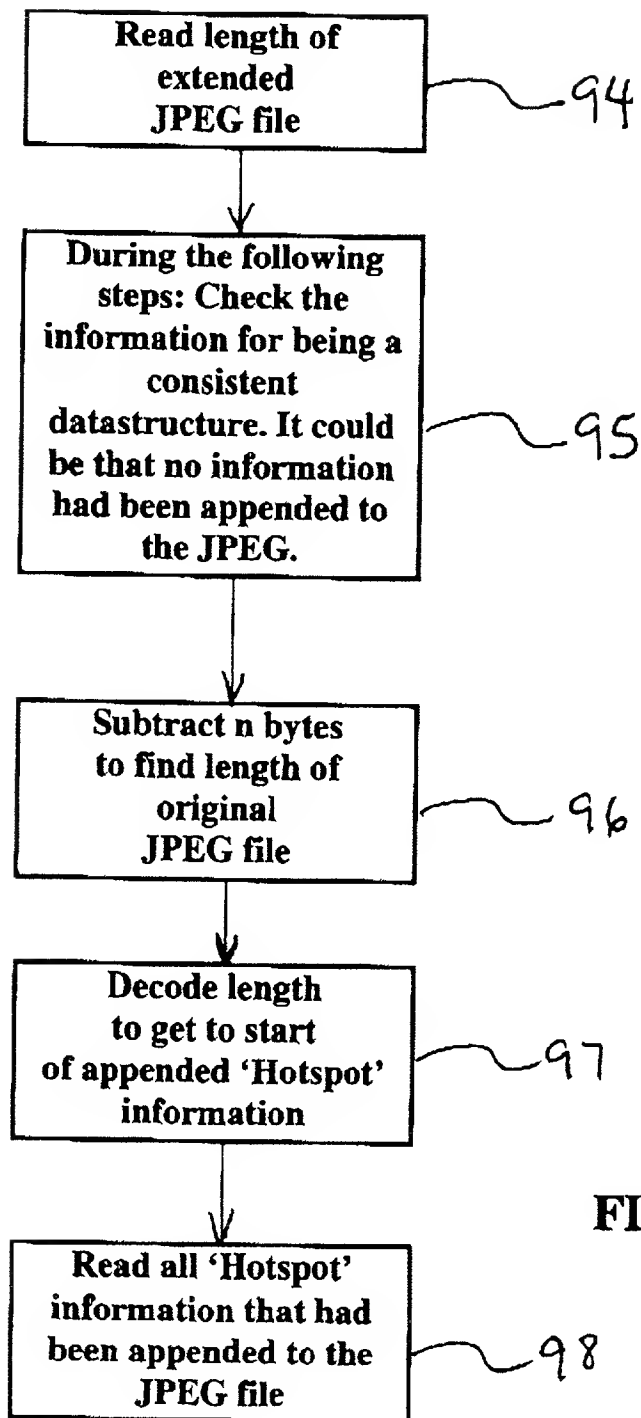 Read length of
extended
JPEG file
94
During the following
steps: Check the
information for being a
consistent
datastructure. It could
be that no information
had been appended to
the JPEG.
95
Subtract n bytes
to find length of
original
JPEG file
96
Decode length
to get to start
of appended ‘Hotspot’
information
97
Read all ‘Hotspot’
information that had
been appended to the
JPEG file
98